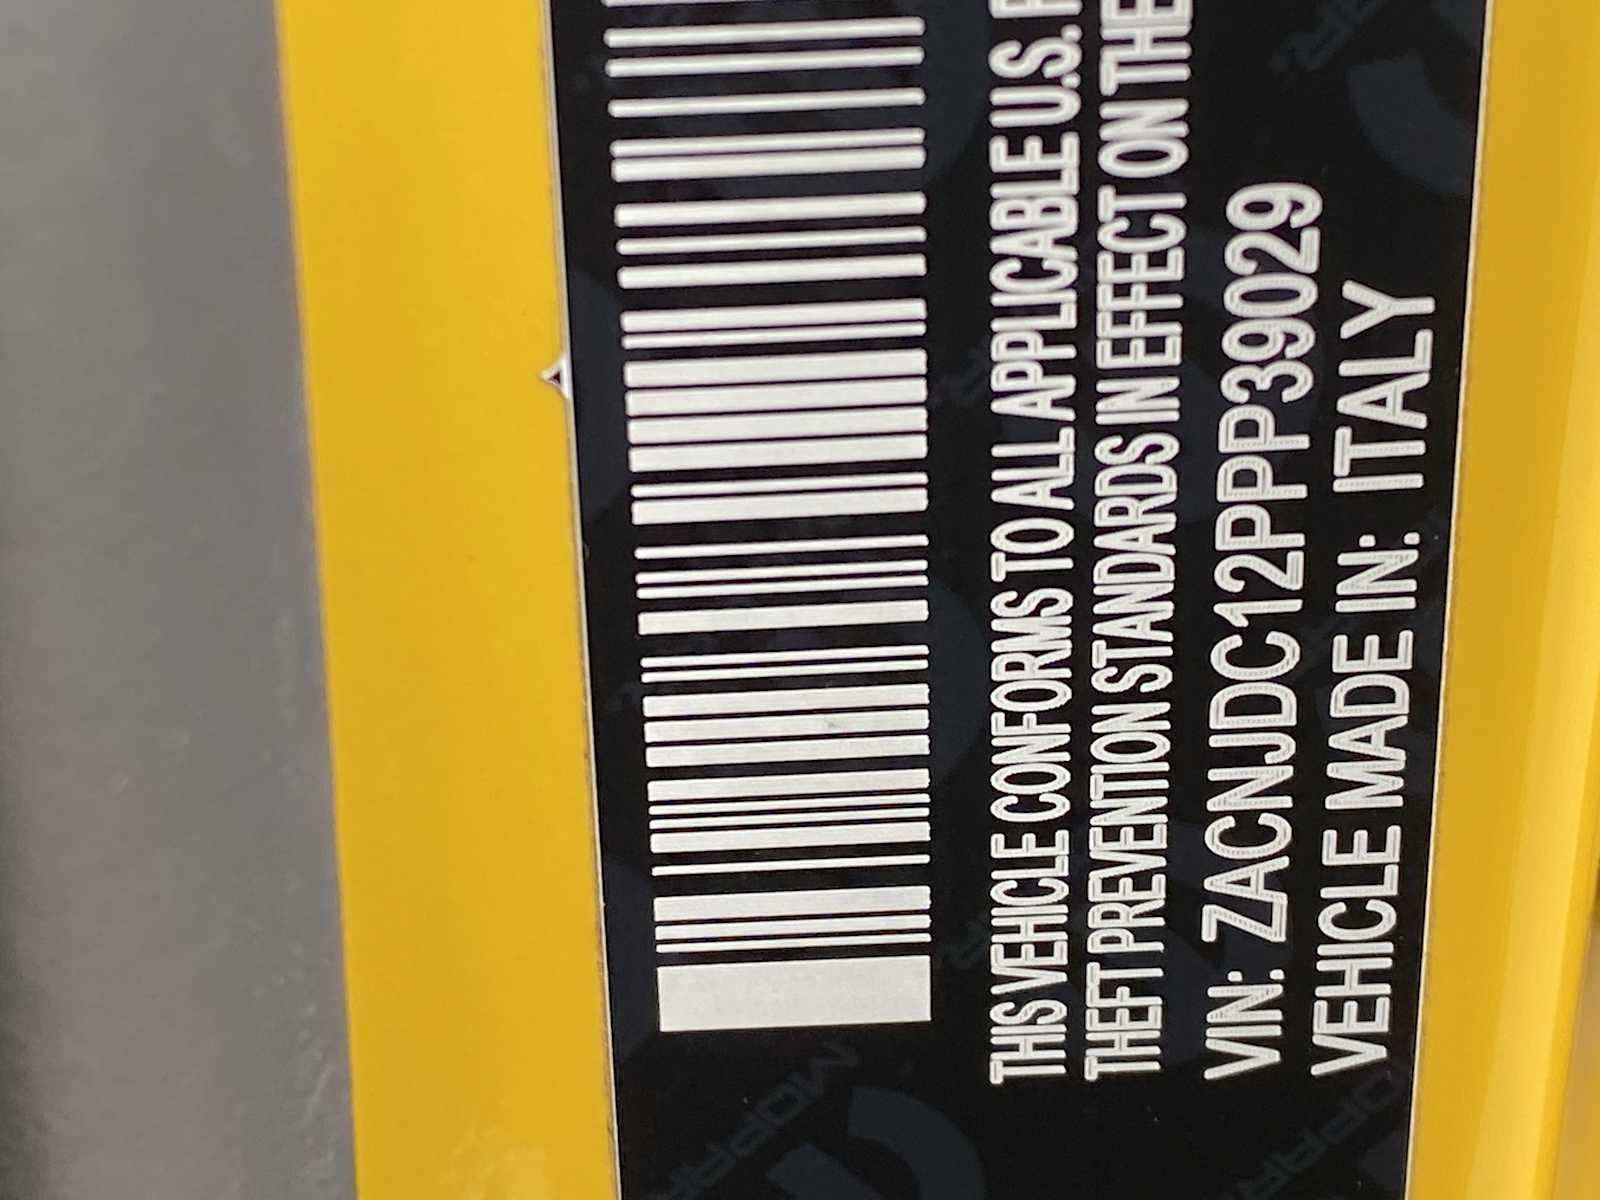 THIS VEHICLE CONFORMS TO ALL APPLICABLE U.S.
THEFT PREVENTION STANDARDS IN EFFECT ON THE
VIN: ZACNJDC12PPP39029
VEHICLE MADE IN: ITALY
MOPAR